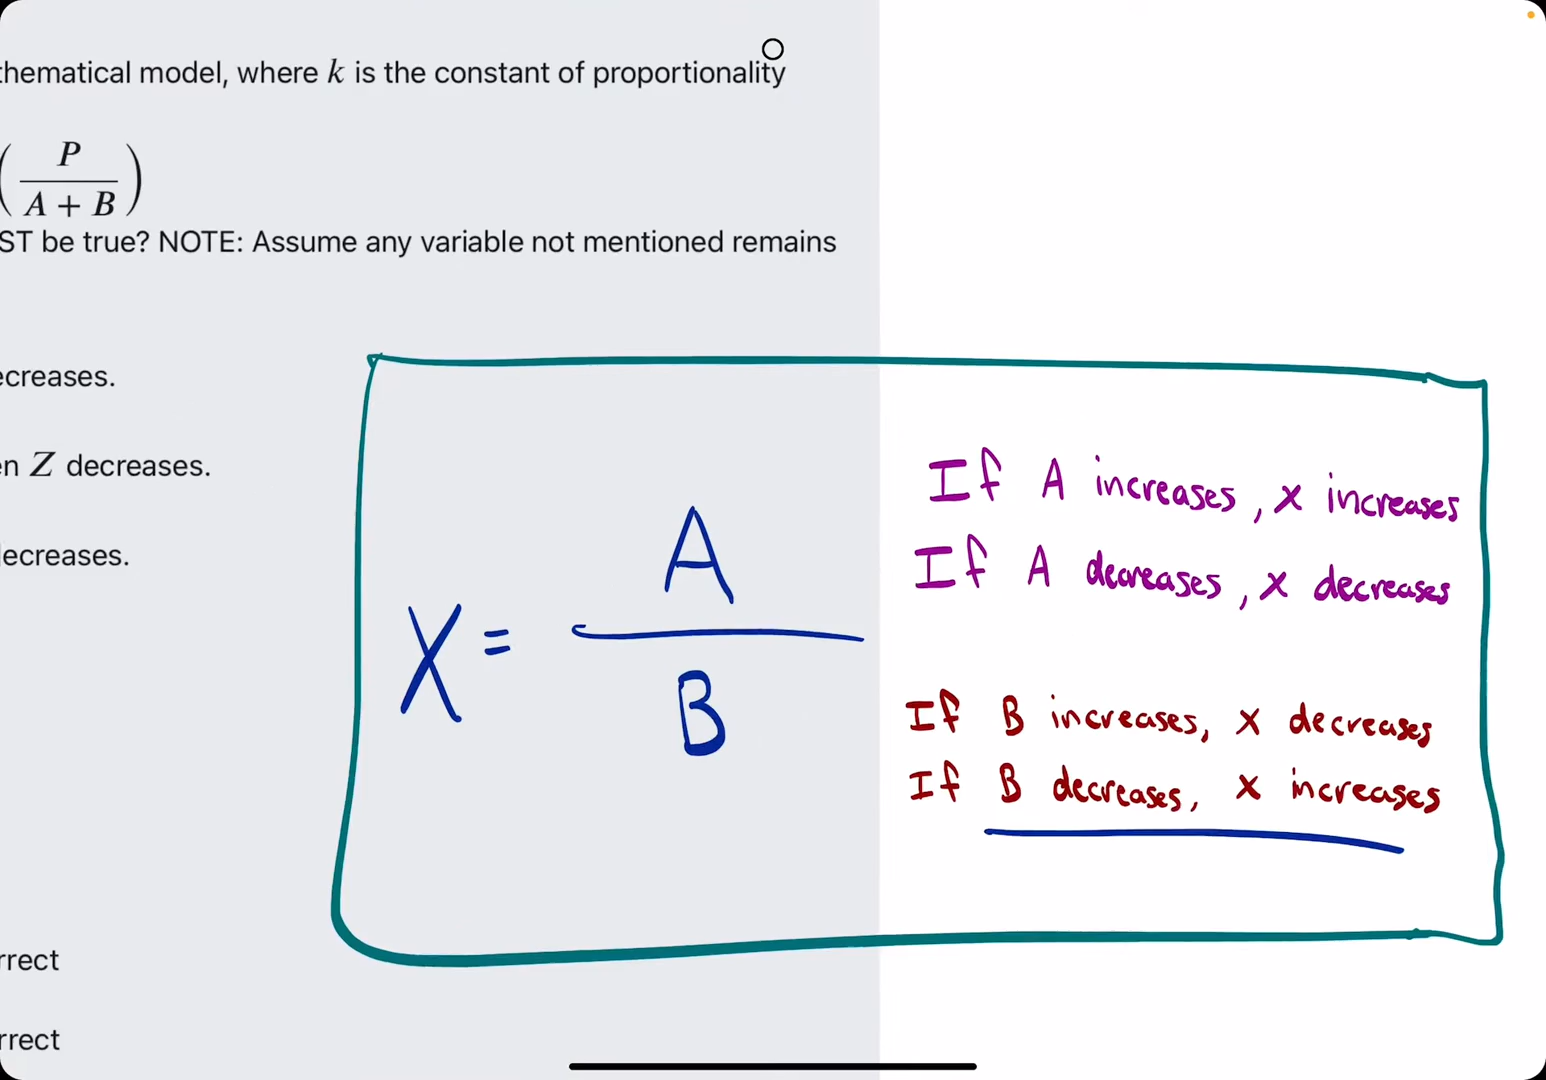 thematical model, where k is the constant of proportionality
(P / (A + B))
ST be true? NOTE: Assume any variable not mentioned remains
ecreases.
en Z decreases.
decreases.
X = A / B
If A increases, x increases
If A decreases, x decreases
If B increases, x decreases
If B decreases, x increases
rrect
rrect